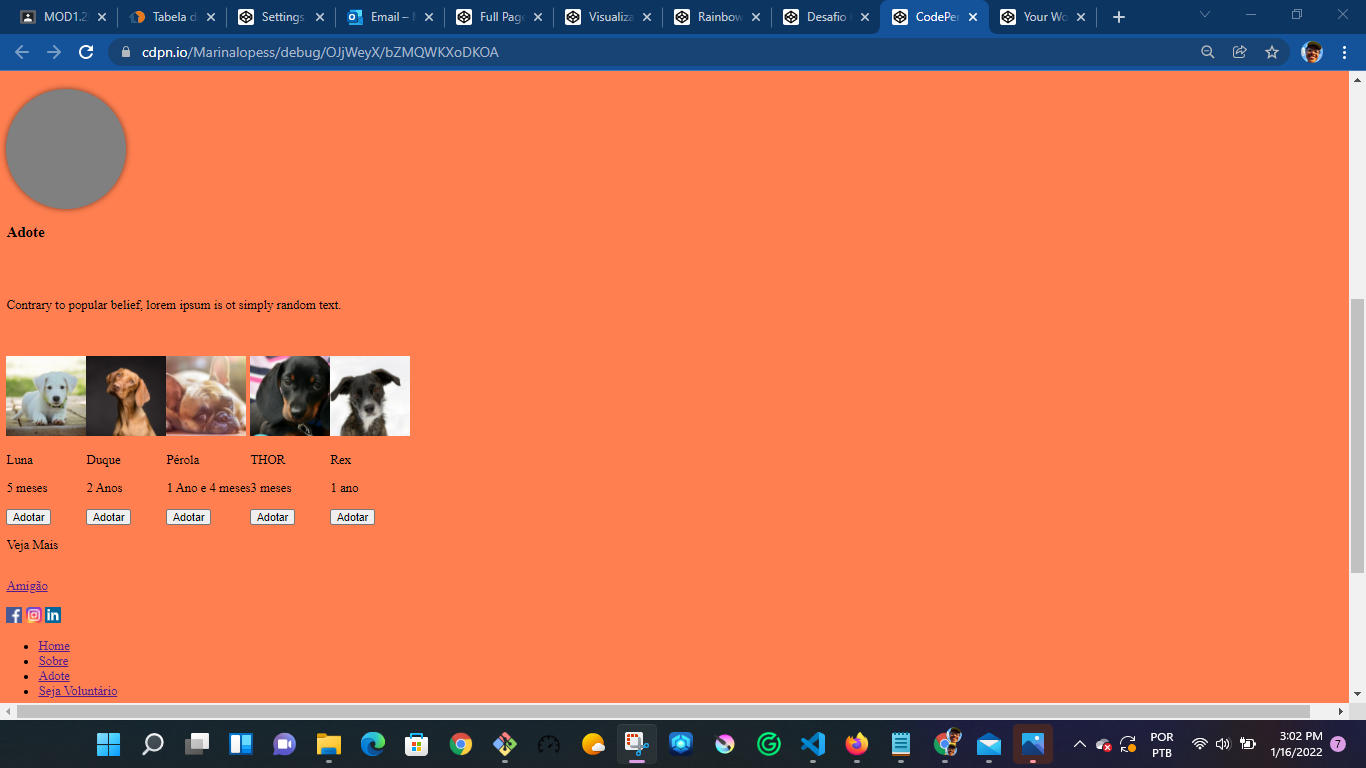 MOD1.2 Tabela d Settings Email – Full Page Visualiza Rainbow Desafio CodePen Your Wo
cdpn.io/Marinalopess/debug/OJjWeyX/bZMQWKXoDKOA
Adote
Contrary to popular belief, lorem ipsum is ot simply random text.
Luna Duque Pérola THOR Rex
5 meses 2 Anos 1 Ano e 4 meses3 meses 1 ano
Adotar Adotar Adotar Adotar Adotar
Veja Mais
Amigão
Home
Sobre
Adote
Seja Voluntário
POR
PTB
3:02 PM
1/16/2022
7